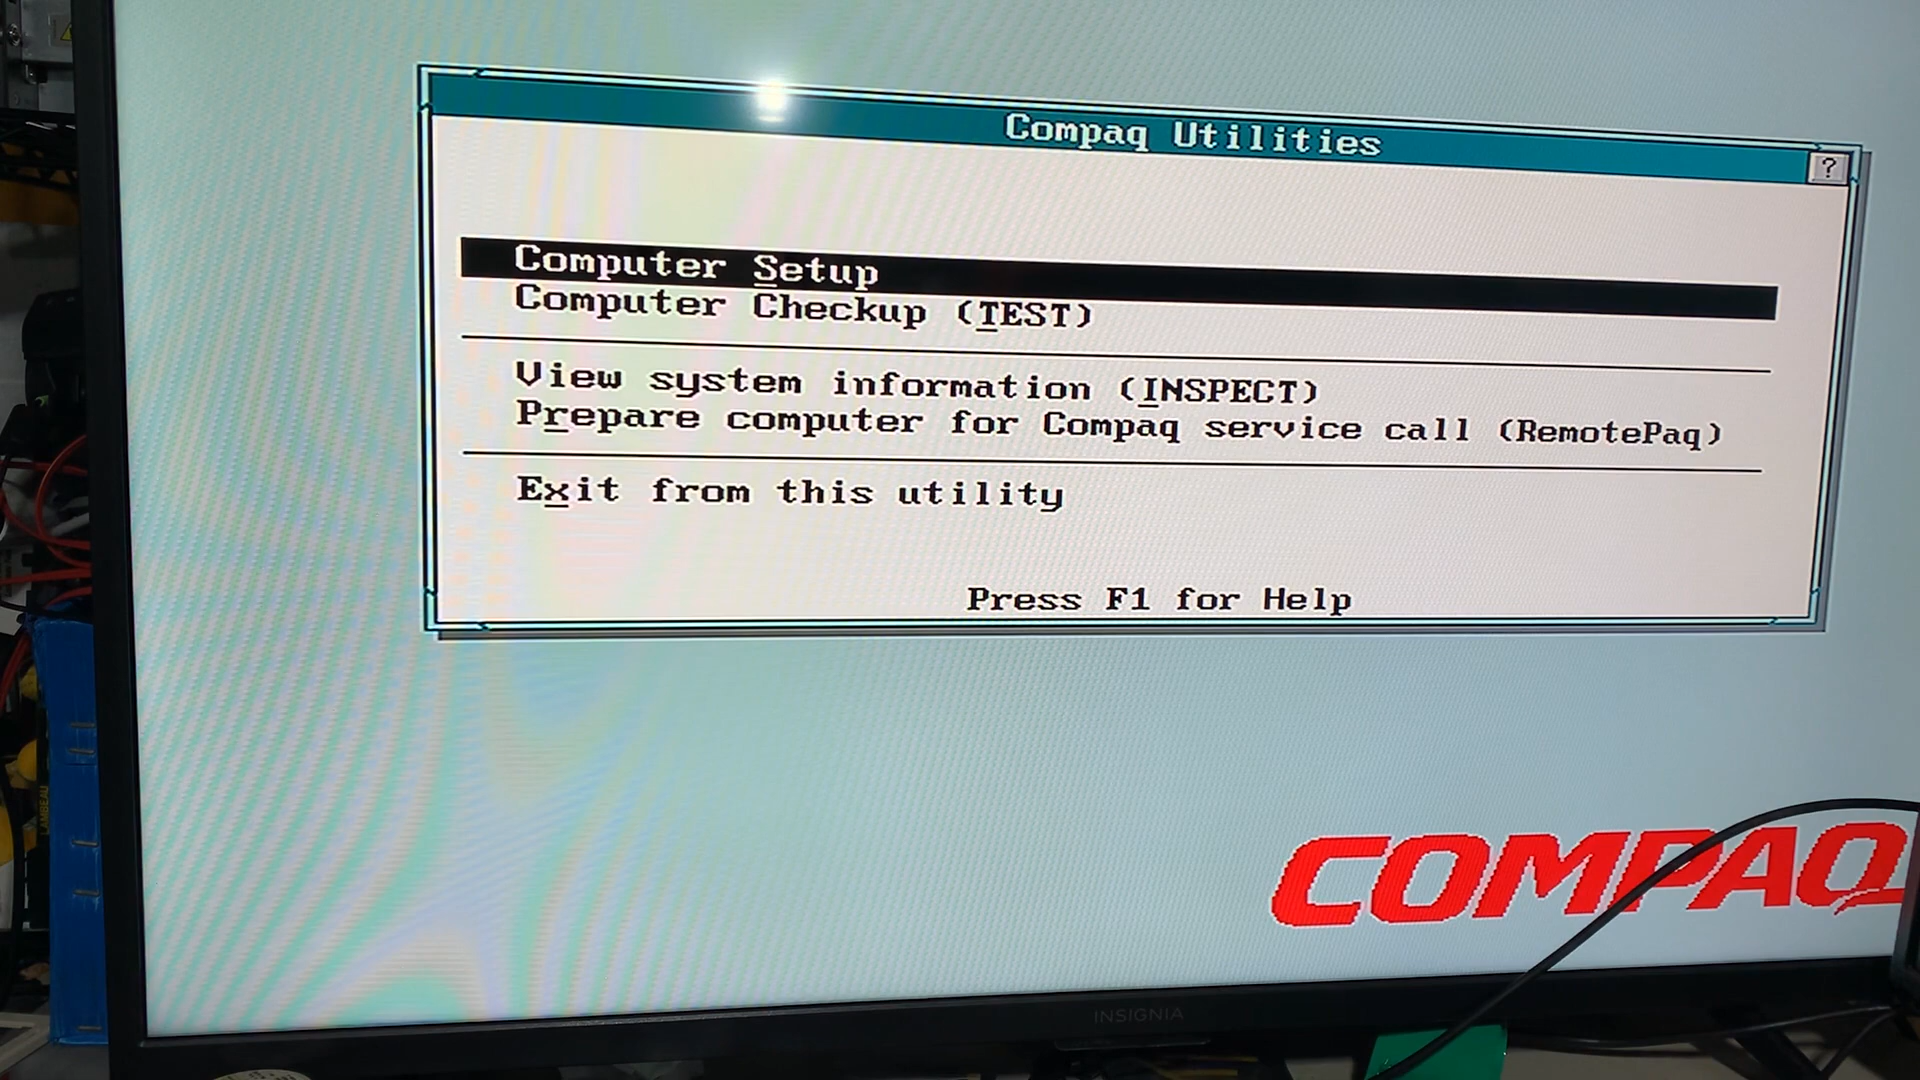 Compaq Utilities
?
Computer Setup
Computer Checkup (TEST)
View system information (INSPECT)
Prepare computer for Compaq service call (RemotePaq)
Exit from this utility
Press F1 for Help
COMPAQ
LAMBEAU
INSIGNIA